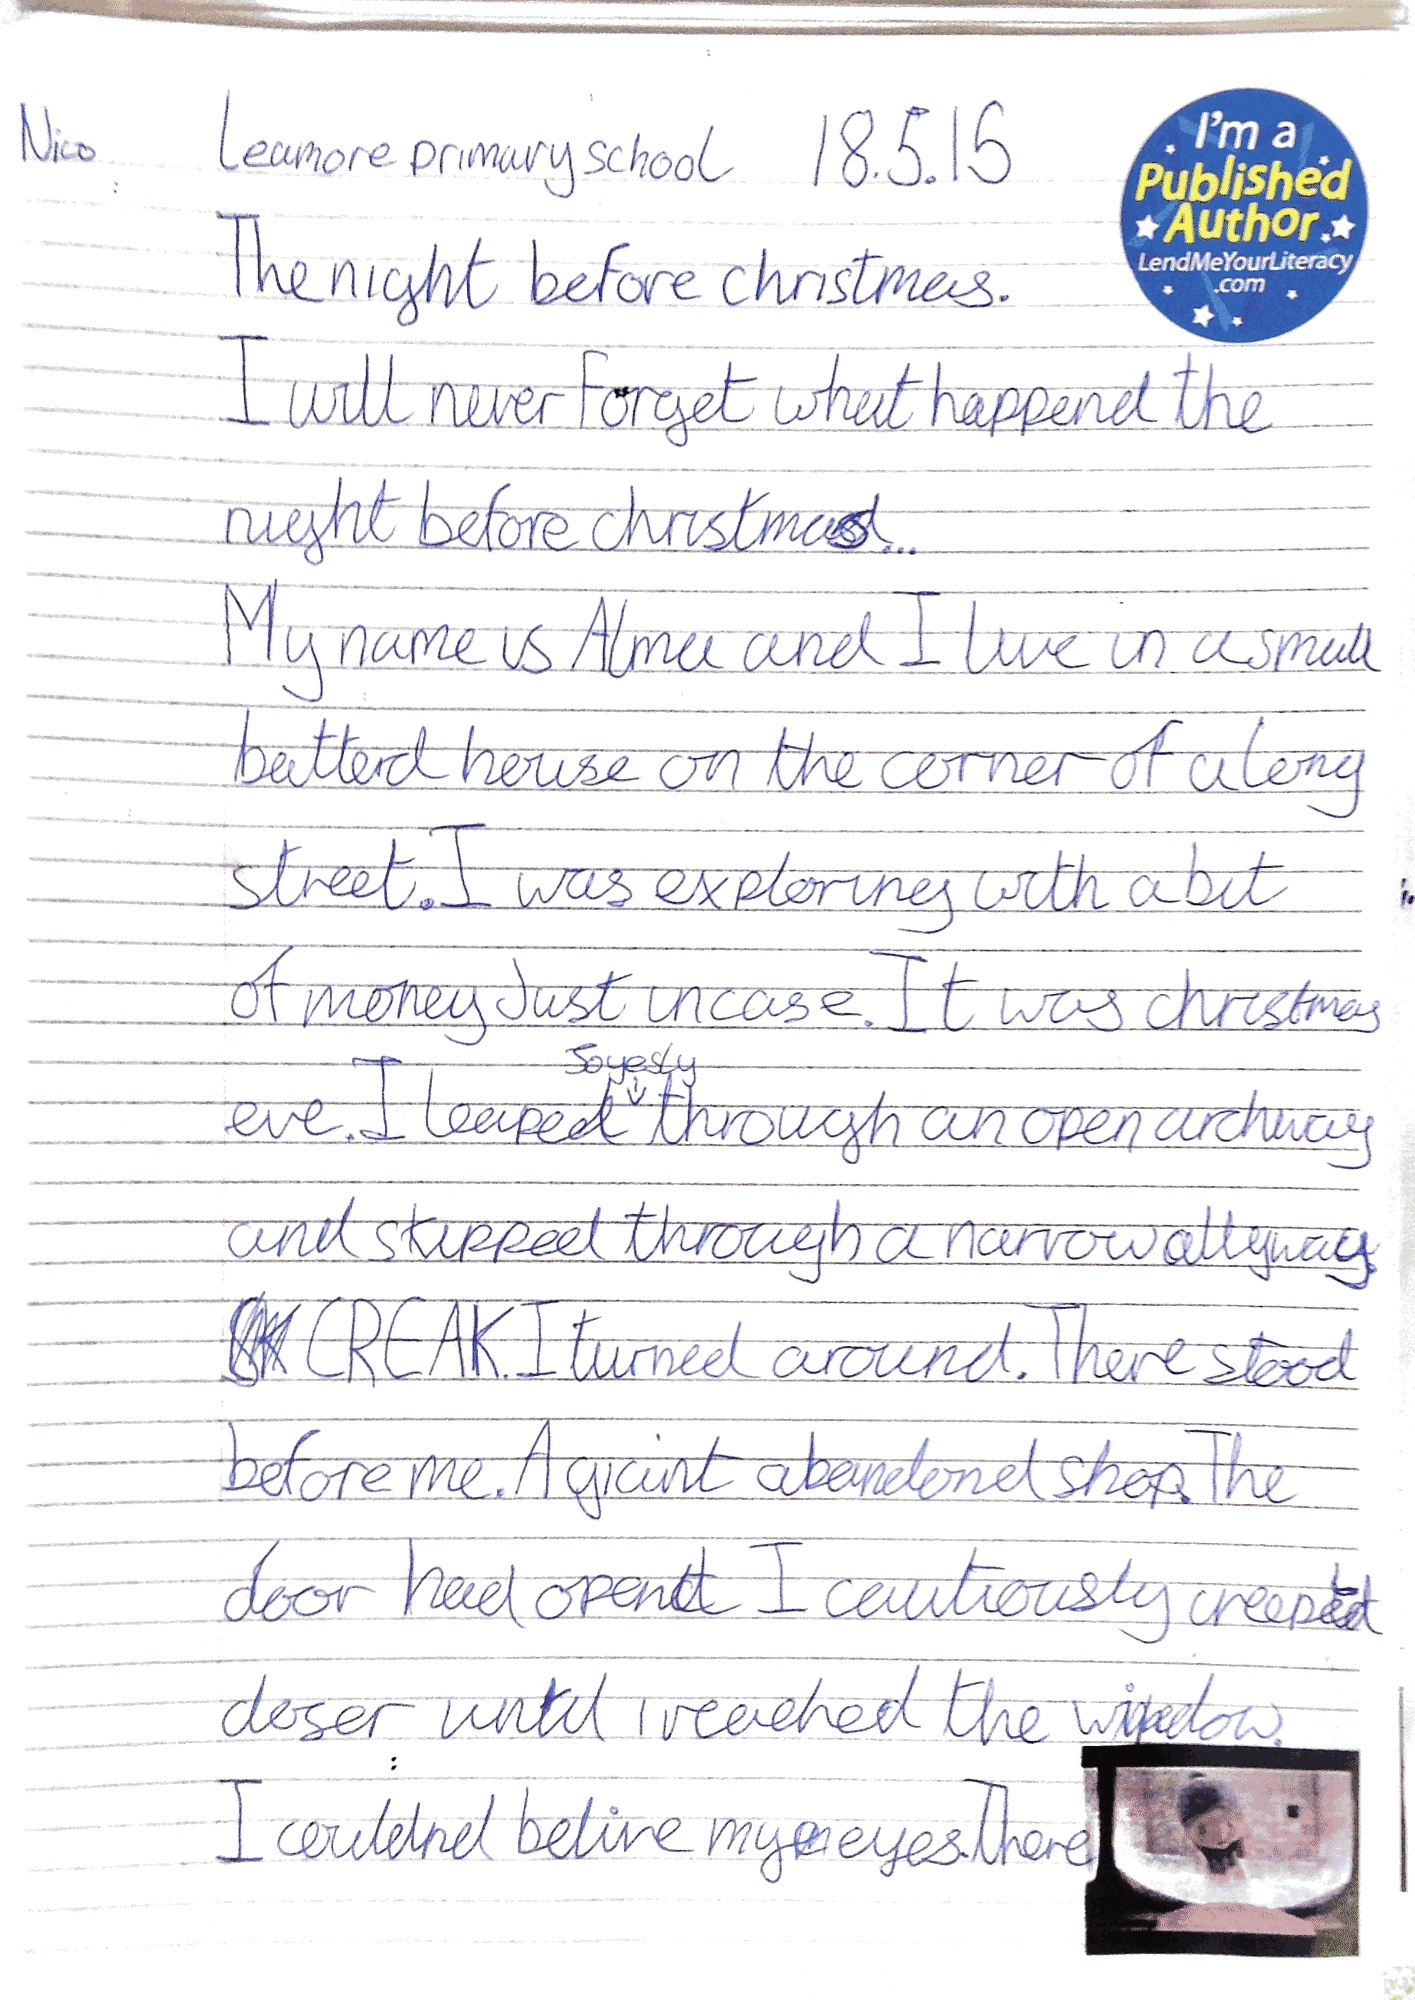 Nico Leamore primary school 18.5.15
I'm a
Published
Author
LendMeYourLiteracy
.com
The night before christmas.
I will never forget what happend the
night before christmas...
My name is Alma and I live in a small
batterd house on the corner of a long
street. I was exploring with a bit
of money Just incase. It was christmas
Joyesly
eve. I leaped through an open archway
and skipped through a narrow alleyway.
CREAK. I turned around. There stood
before me. A giant abandond shop. The
door had opend I cautiously creeped
closer until i reached the window.
I couldnd belive my eyes. There